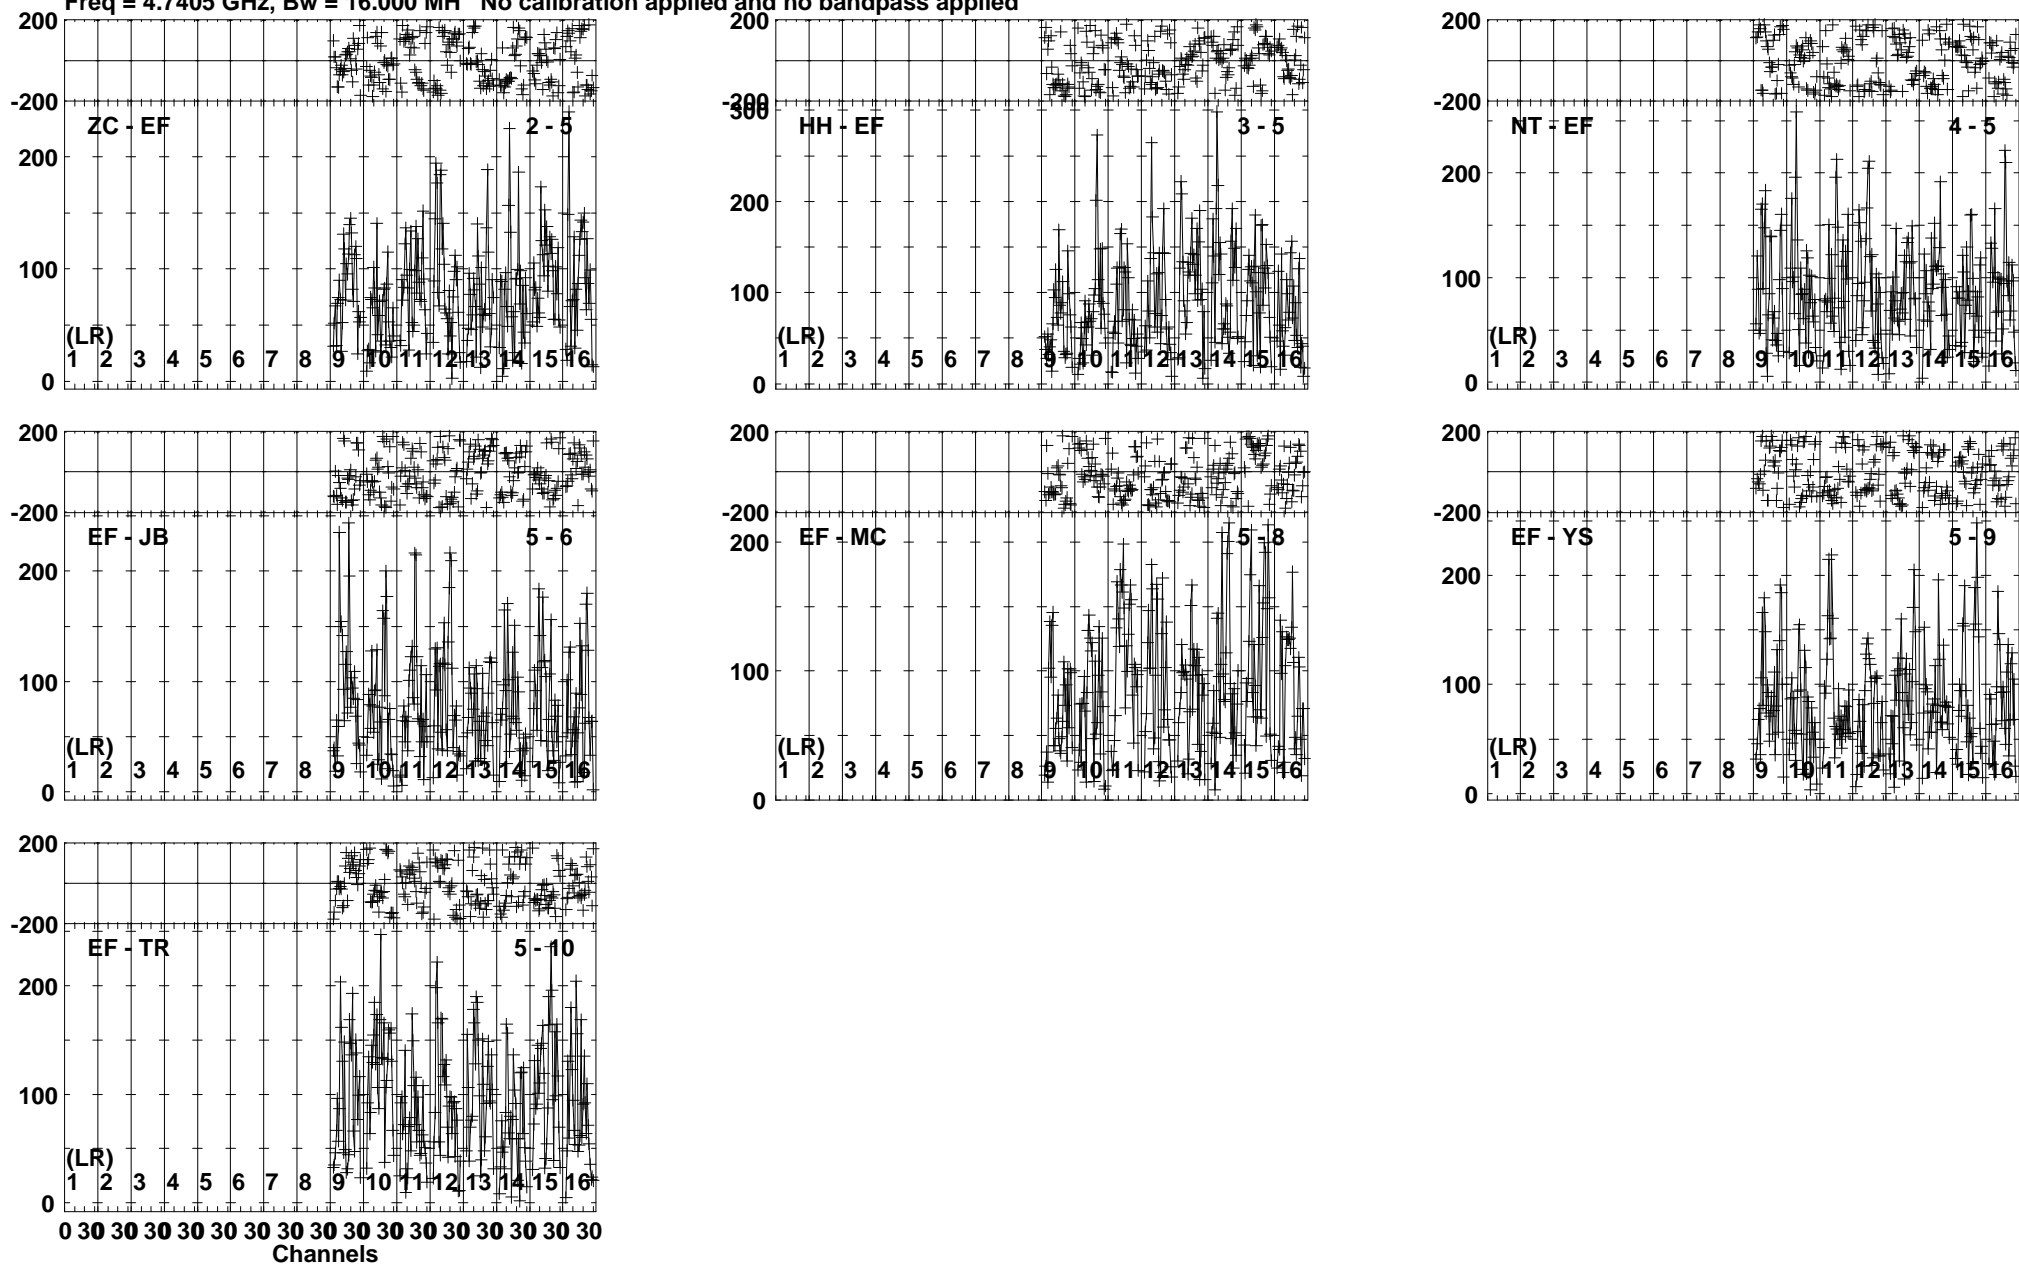 Freq = 4.7405 GHz, Bw = 16.000 MH No calibration applied and no bandpass applied
200
-200
ZC - EF 2 - 5
200
100
(LR)
1 2 3 4 5 6 7 8 9 10 11 12 13 14 15 16
0
200
-200
300
HH - EF 3 - 5
200
100
(LR)
1 2 3 4 5 6 7 8 9 10 11 12 13 14 15 16
0
200
-200
NT - EF 4 - 5
200
100
(LR)
1 2 3 4 5 6 7 8 9 10 11 12 13 14 15 16
0
200
-200
EF - JB 5 - 6
200
100
(LR)
1 2 3 4 5 6 7 8 9 10 11 12 13 14 15 16
0
200
-200
EF - MC 5 - 8
200
100
(LR)
1 2 3 4 5 6 7 8 9 10 11 12 13 14 15 16
0
200
-200
EF - YS 5 - 9
200
100
(LR)
1 2 3 4 5 6 7 8 9 10 11 12 13 14 15 16
0
200
-200
EF - TR 5 - 10
200
100
(LR)
1 2 3 4 5 6 7 8 9 10 11 12 13 14 15 16
0
0 30 0 30 0 30 0 30 0 30 0 30 0 30 0 30 0 30 0 30 0 30 0 30 0 30 0 30 0 30 0 30
Channels